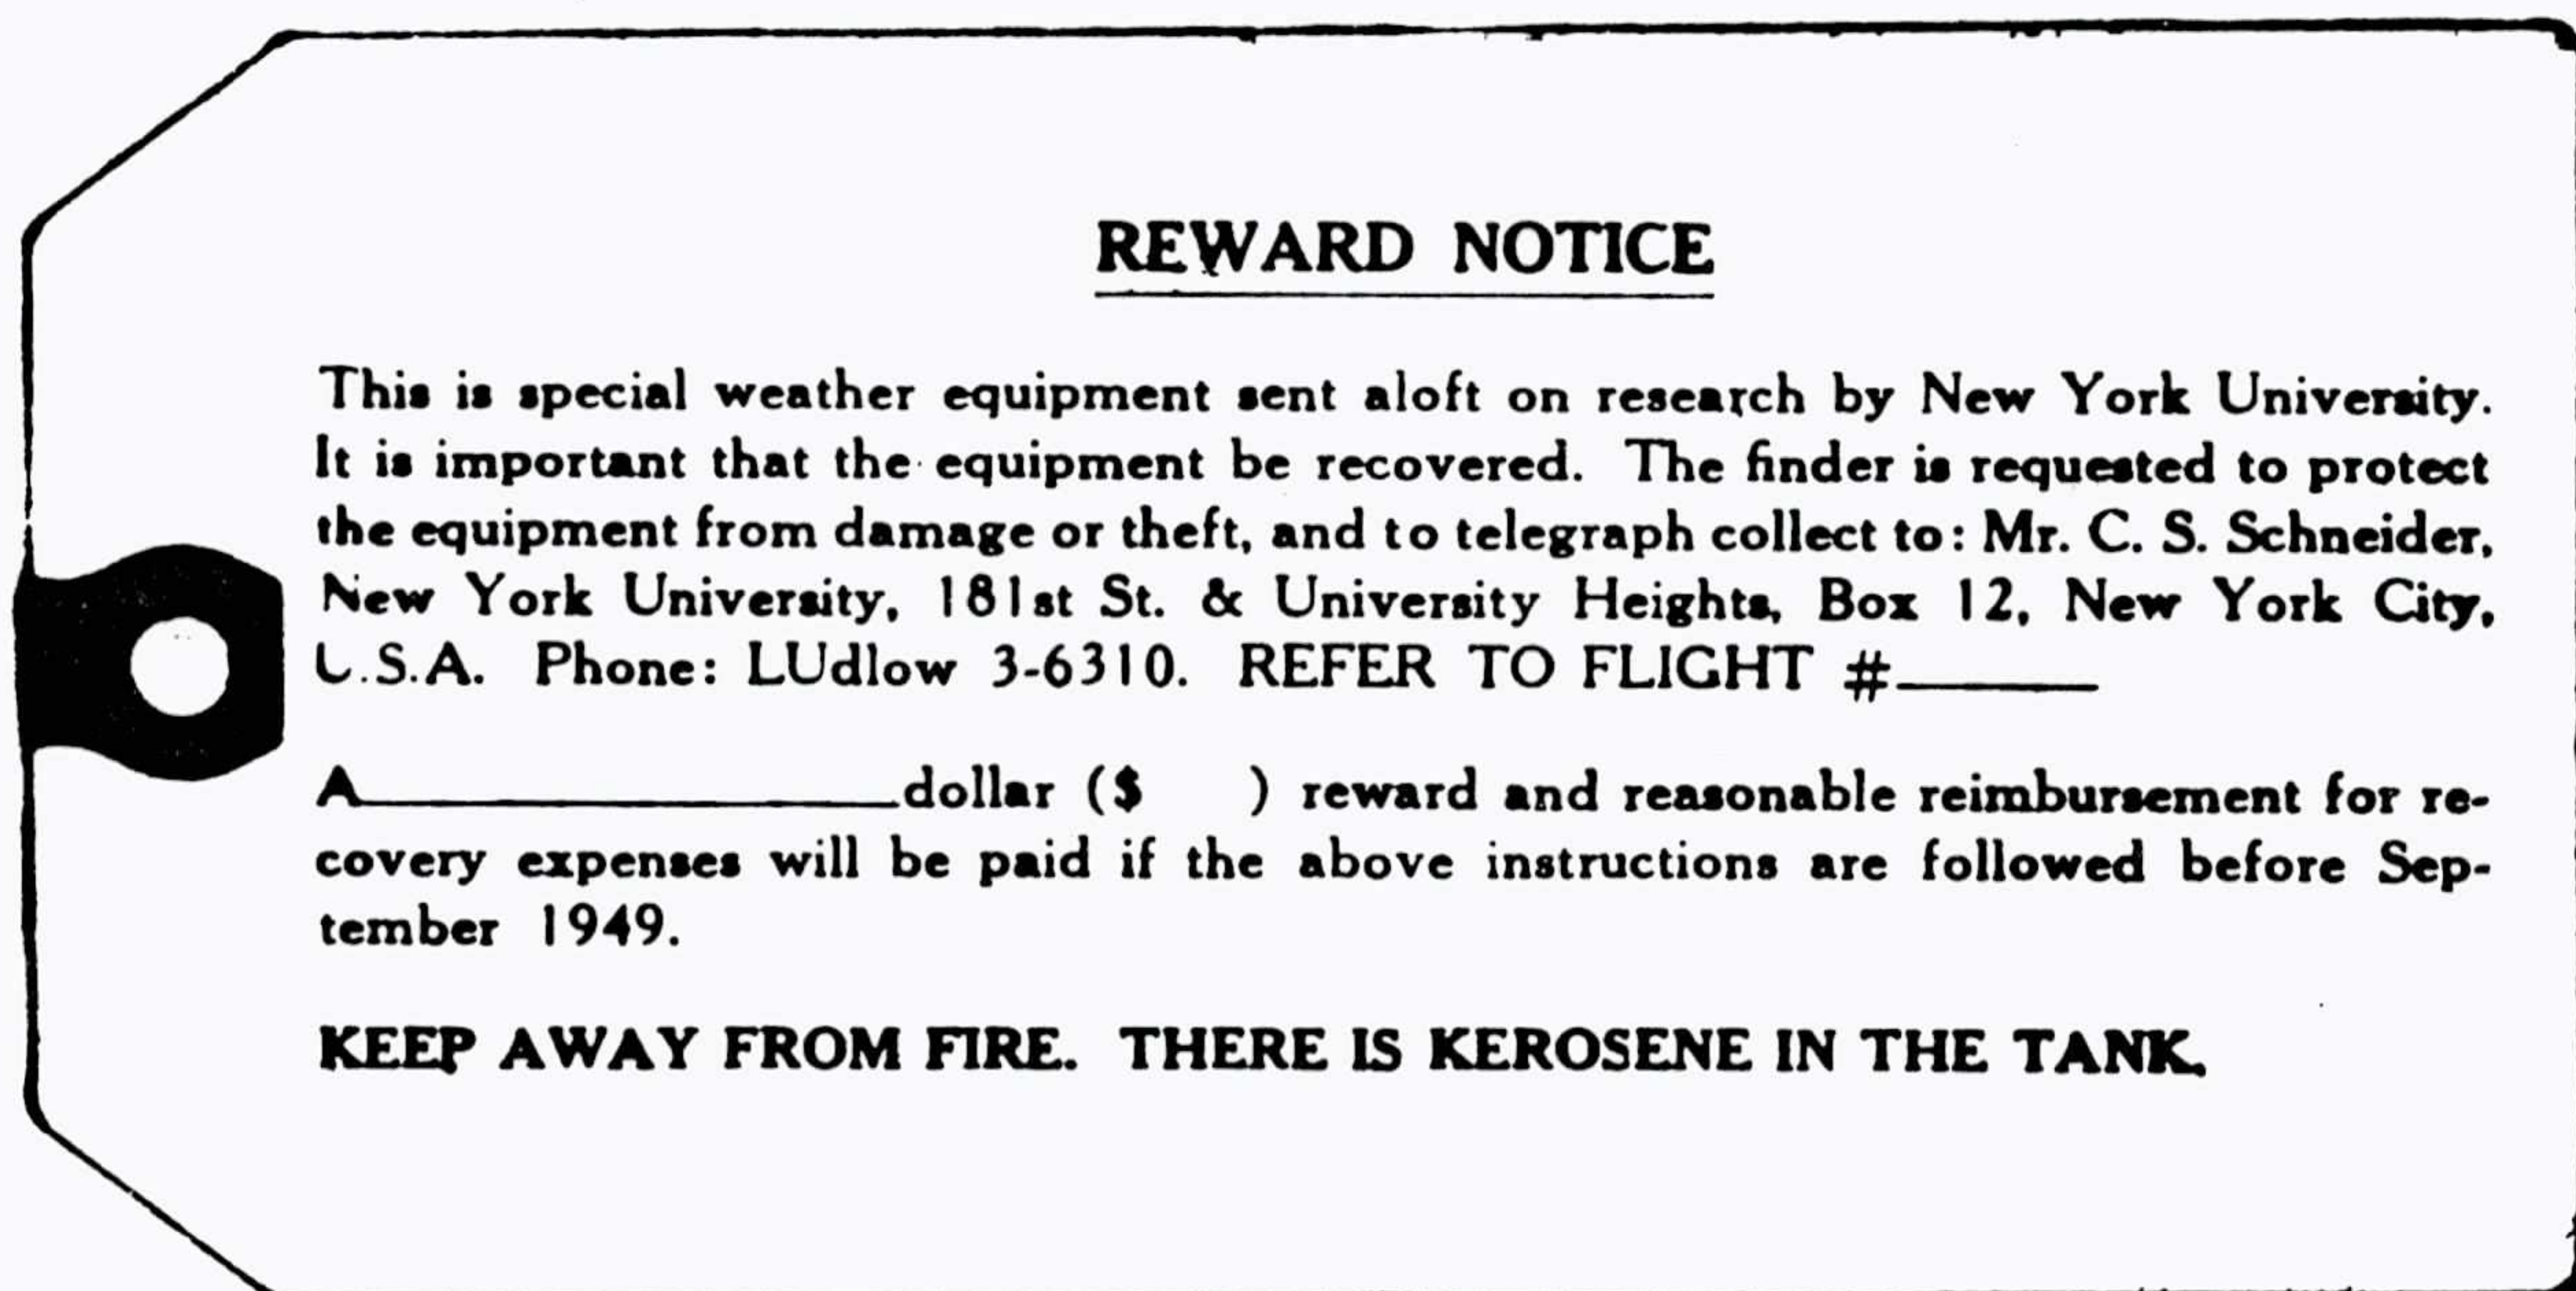 REWARD NOTICE
This is special weather equipment sent aloft on research by New York University.
It is important that the equipment be recovered. The finder is requested to protect
the equipment from damage or theft, and to telegraph collect to: Mr. C. S. Schneider,
New York University, 181st St. & University Heights, Box 12, New York City,
U.S.A. Phone: LUdlow 3-6310. REFER TO FLIGHT #______
A________________dollar ($    ) reward and reasonable reimbursement for re-
covery expenses will be paid if the above instructions are followed before Sep-
tember 1949.
KEEP AWAY FROM FIRE. THERE IS KEROSENE IN THE TANK.